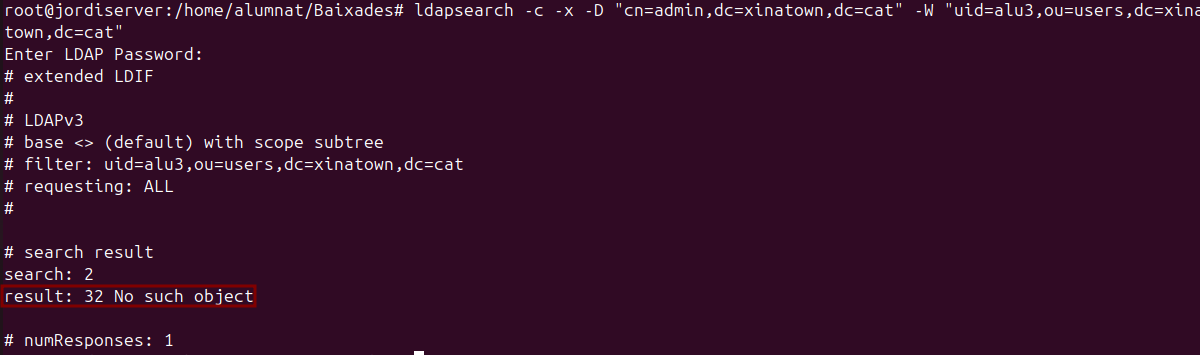 root@jordiserver:/home/alumnat/Baixades# ldapsearch -c -x -D "cn=admin,dc=xinatown,dc=cat" -W "uid=alu3,ou=users,dc=xina
town,dc=cat"
Enter LDAP Password:
# extended LDIF
#
# LDAPv3
# base <> (default) with scope subtree
# filter: uid=alu3,ou=users,dc=xinatown,dc=cat
# requesting: ALL
#
# search result
search: 2
result: 32 No such object
# numResponses: 1